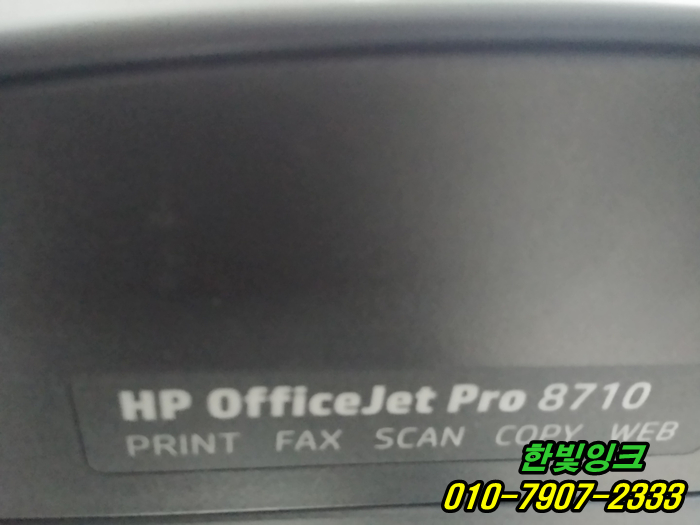 HP OfficeJet Pro 8710
PRINT FAX SCAN COPY WEB
한빛잉크
010-7907-2333